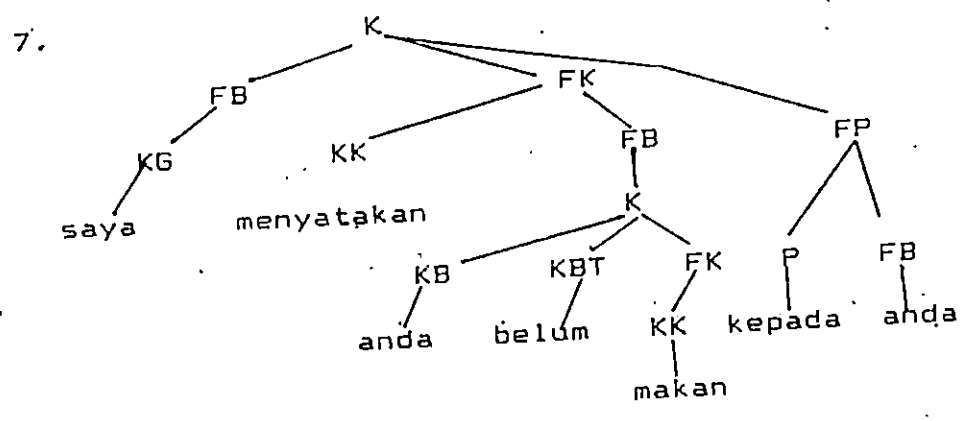 7.
K
FB FK
FP
KG KK FB
saya menyatakan K
KB KBT FK P FB
anda belum KK kepada anda
makan